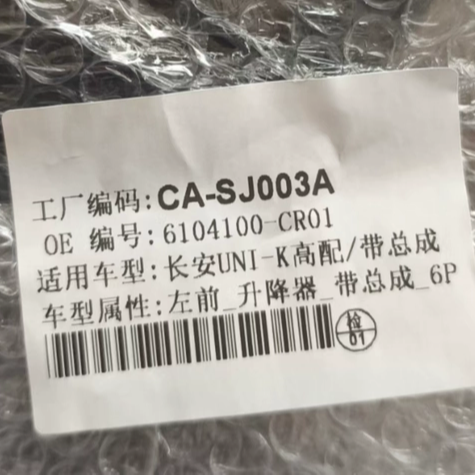 工厂编码:CA-SJ003A
OE 编号:6104100-CR01
适用车型:长安UNI-K高配/带总成
车型属性:左前_升降器_带总成_6P
检
01